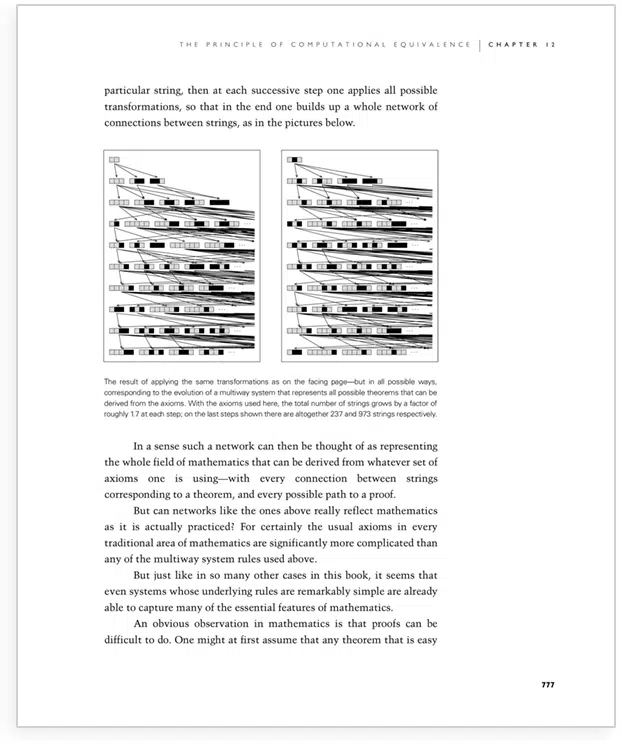 THE PRINCIPLE OF COMPUTATIONAL EQUIVALENCE | CHAPTER 12
particular string, then at each successive step one applies all possible
transformations, so that in the end one builds up a whole network of
connections between strings, as in the pictures below.
The result of applying the same transformations as on the facing page—but in all possible ways,
corresponding to the evolution of a multiway system that represents all possible theorems that can be
derived from the axioms. With the axioms used here, the total number of strings grows by a factor of
roughly 1.7 at each step; on the last steps shown there are altogether 237 and 973 strings respectively.
In a sense such a network can then be thought of as representing
the whole field of mathematics that can be derived from whatever set of
axioms one is using—with every connection between strings
corresponding to a theorem, and every possible path to a proof.
But can networks like the ones above really reflect mathematics
as it is actually practiced? For certainly the usual axioms in every
traditional area of mathematics are significantly more complicated than
any of the multiway system rules used above.
But just like in so many other cases in this book, it seems that
even systems whose underlying rules are remarkably simple are already
able to capture many of the essential features of mathematics.
An obvious observation in mathematics is that proofs can be
difficult to do. One might at first assume that any theorem that is easy
777